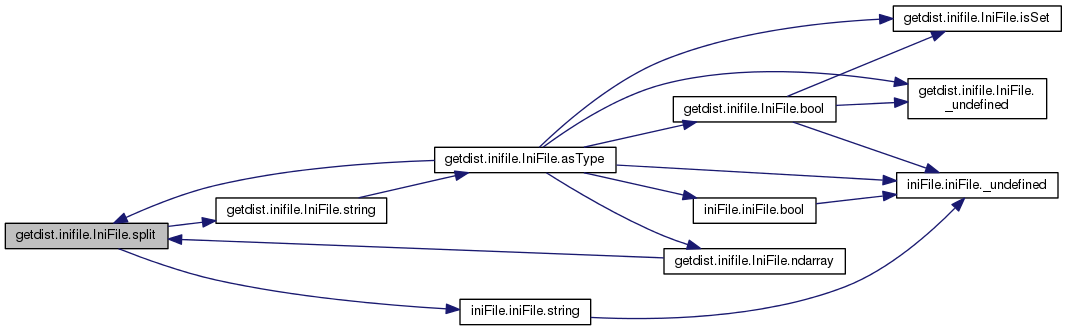 getdist.inifile.IniFile.isSet
getdist.inifile.IniFile.
_undefined
getdist.inifile.IniFile.bool
getdist.inifile.IniFile.asType
iniFile.iniFile._undefined
getdist.inifile.IniFile.string
iniFile.iniFile.bool
getdist.inifile.IniFile.split
getdist.inifile.IniFile.ndarray
iniFile.iniFile.string